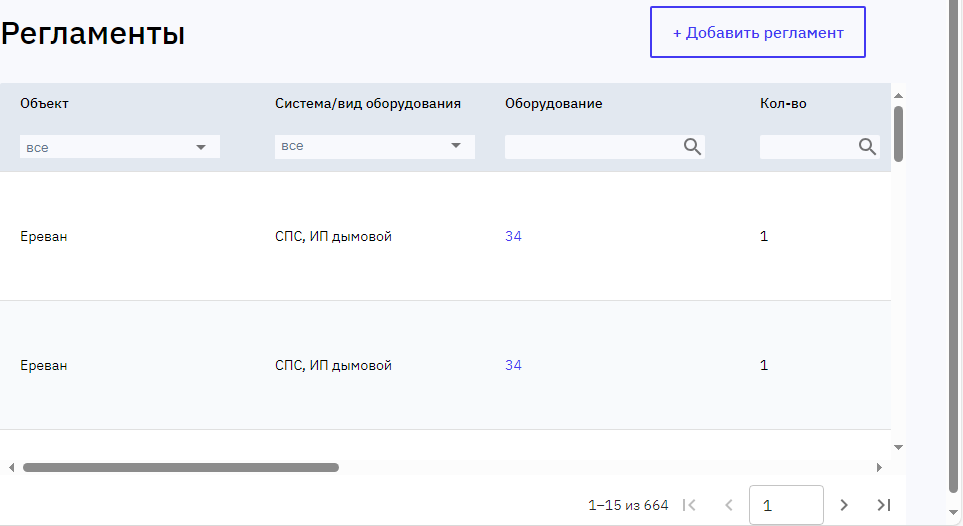 Регламенты
+ Добавить регламент
Объект
Система/вид оборудования
Оборудование
Кол-во
все
все
Ереван
СПС, ИП дымовой
34
1
Ереван
СПС, ИП дымовой
34
1
1–15 из 664
1